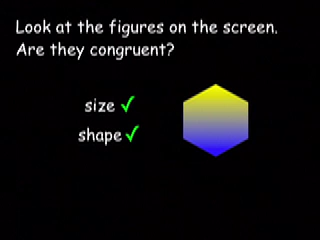 Look at the figures on the screen.
Are they congruent?
size ✓
shape ✓